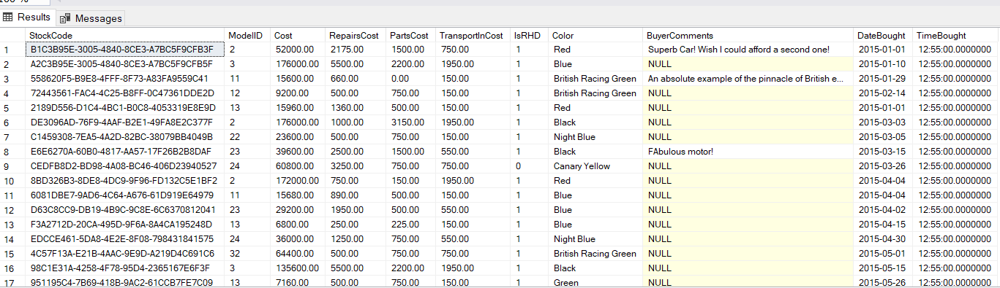 Results Messages
StockCode ModelID Cost RepairsCost PartsCost TransportInCost IsRHD Color BuyerComments DateBought TimeBought
1 B1C3B95E-3005-4840-8CE3-A7BC5F9CFB3F 2 52000.00 2175.00 1500.00 750.00 1 Red Superb Car! Wish I could afford a second one! 2015-01-01 12:55:00.0000000
2 A2C3B95E-3005-4840-8CE3-A7BC5F9CFB5F 3 176000.00 5500.00 2200.00 1950.00 1 Blue NULL 2015-01-10 12:55:00.0000000
3 558620F5-B9E8-4FFF-8F73-A83FA9559C41 11 15600.00 660.00 0.00 150.00 1 British Racing Green An absolute example of the pinnacle of British e... 2015-01-29 12:55:00.0000000
4 72443561-FAC4-4C25-B8FF-0C47361DDE2D 12 9200.00 500.00 750.00 150.00 1 British Racing Green NULL 2015-02-14 12:55:00.0000000
5 2189D556-D1C4-4BC1-B0C8-4053319E8E9D 13 15960.00 1360.00 500.00 150.00 1 Red NULL 2015-01-01 12:55:00.0000000
6 DE3096AD-76F9-4AAF-B2E1-49FA8E2C377F 2 176000.00 1000.00 3150.00 1950.00 1 Black NULL 2015-03-03 12:55:00.0000000
7 C1459308-7EA5-4A2D-82BC-38079BB4049B 22 23600.00 500.00 750.00 150.00 1 Night Blue NULL 2015-03-05 12:55:00.0000000
8 E6E6270A-60B0-4817-AA57-17F26B2B8DAF 23 39600.00 2500.00 1500.00 550.00 1 Black FAbulous motor! 2015-03-15 12:55:00.0000000
9 CEDFB8D2-BD98-4A08-BC46-406D23940527 24 60800.00 3250.00 750.00 750.00 0 Canary Yellow NULL 2015-03-26 12:55:00.0000000
10 8BD326B3-8DE8-4DC9-9F96-FD132C5E1BF2 2 172000.00 750.00 150.00 1950.00 1 Red NULL 2015-04-04 12:55:00.0000000
11 6081DBE7-9AD6-4C64-A676-61D919E64979 11 15680.00 890.00 500.00 150.00 1 Blue NULL 2015-04-04 12:55:00.0000000
12 D63C8CC9-DB19-4B9C-9C8E-6C6370812041 23 29200.00 1950.00 500.00 550.00 1 Blue NULL 2015-04-02 12:55:00.0000000
13 F3A2712D-20CA-495D-9F6A-8A4CA195248D 13 6800.00 250.00 225.00 150.00 1 Blue NULL 2015-04-15 12:55:00.0000000
14 EDCCE461-5DA8-4E2E-8F08-798431841575 24 36000.00 1250.00 750.00 550.00 1 Night Blue NULL 2015-04-30 12:55:00.0000000
15 4C57F13A-E21B-4AAC-9E9D-A219D4C691C6 32 64400.00 500.00 750.00 750.00 1 British Racing Green NULL 2015-05-01 12:55:00.0000000
16 98C1E31A-4258-4F78-95D4-2365167E6F3F 3 135600.00 5500.00 2200.00 1950.00 1 Black NULL 2015-05-15 12:55:00.0000000
17 951195C4-7B69-418B-9AC2-61CCB7FE7C09 13 7160.00 500.00 750.00 150.00 1 Green NULL 2015-05-26 12:55:00.0000000